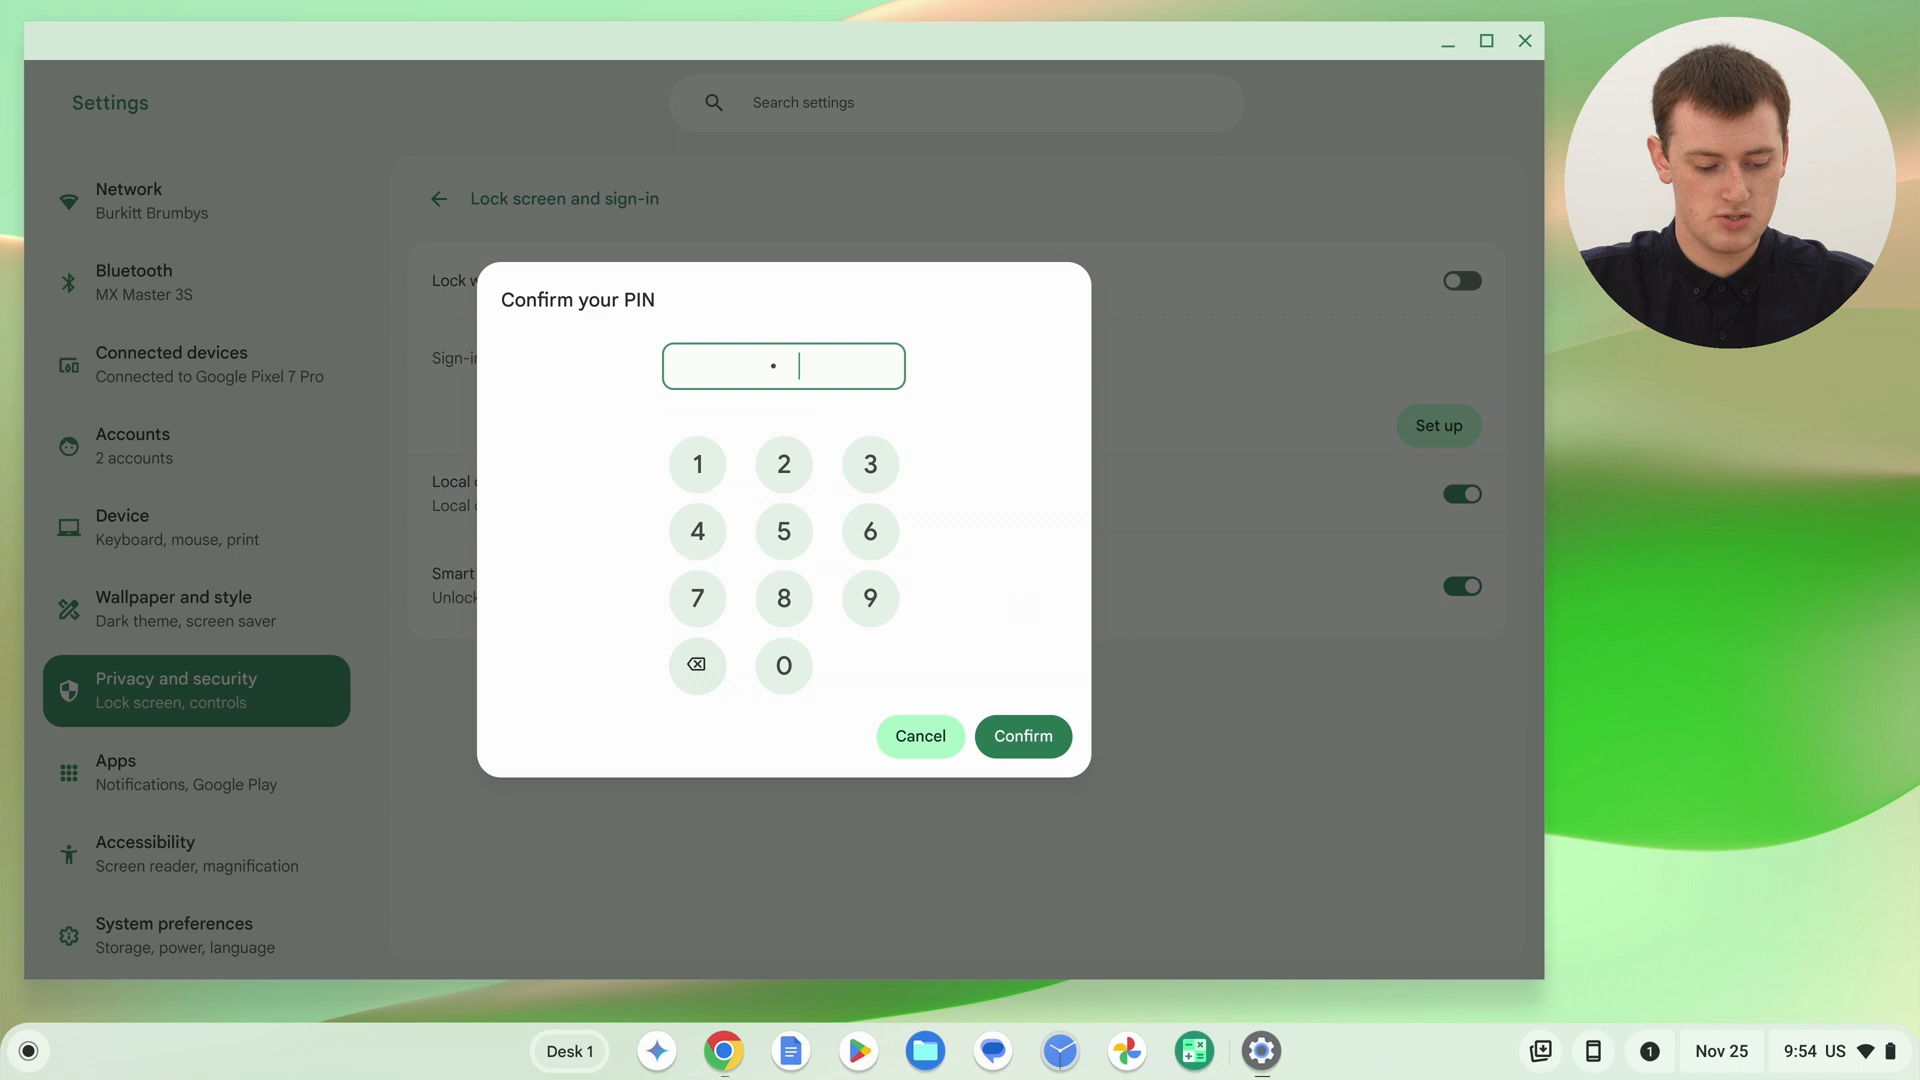 Settings
Search settings
Network
Burkitt Brumbys
Bluetooth
MX Master 3S
Connected devices
Connected to Google Pixel 7 Pro
Accounts
2 accounts
Device
Keyboard, mouse, print
Wallpaper and style
Dark theme, screen saver
Privacy and security
Lock screen, controls
Apps
Notifications, Google Play
Accessibility
Screen reader, magnification
System preferences
Storage, power, language
Lock screen and sign-in
Lock
Sign-in
Set up
Local
Local
Smart
Unlock
Confirm your PIN
1 2 3
4 5 6
7 8 9
0
Cancel Confirm
Desk 1
1
Nov 25
9:54 US